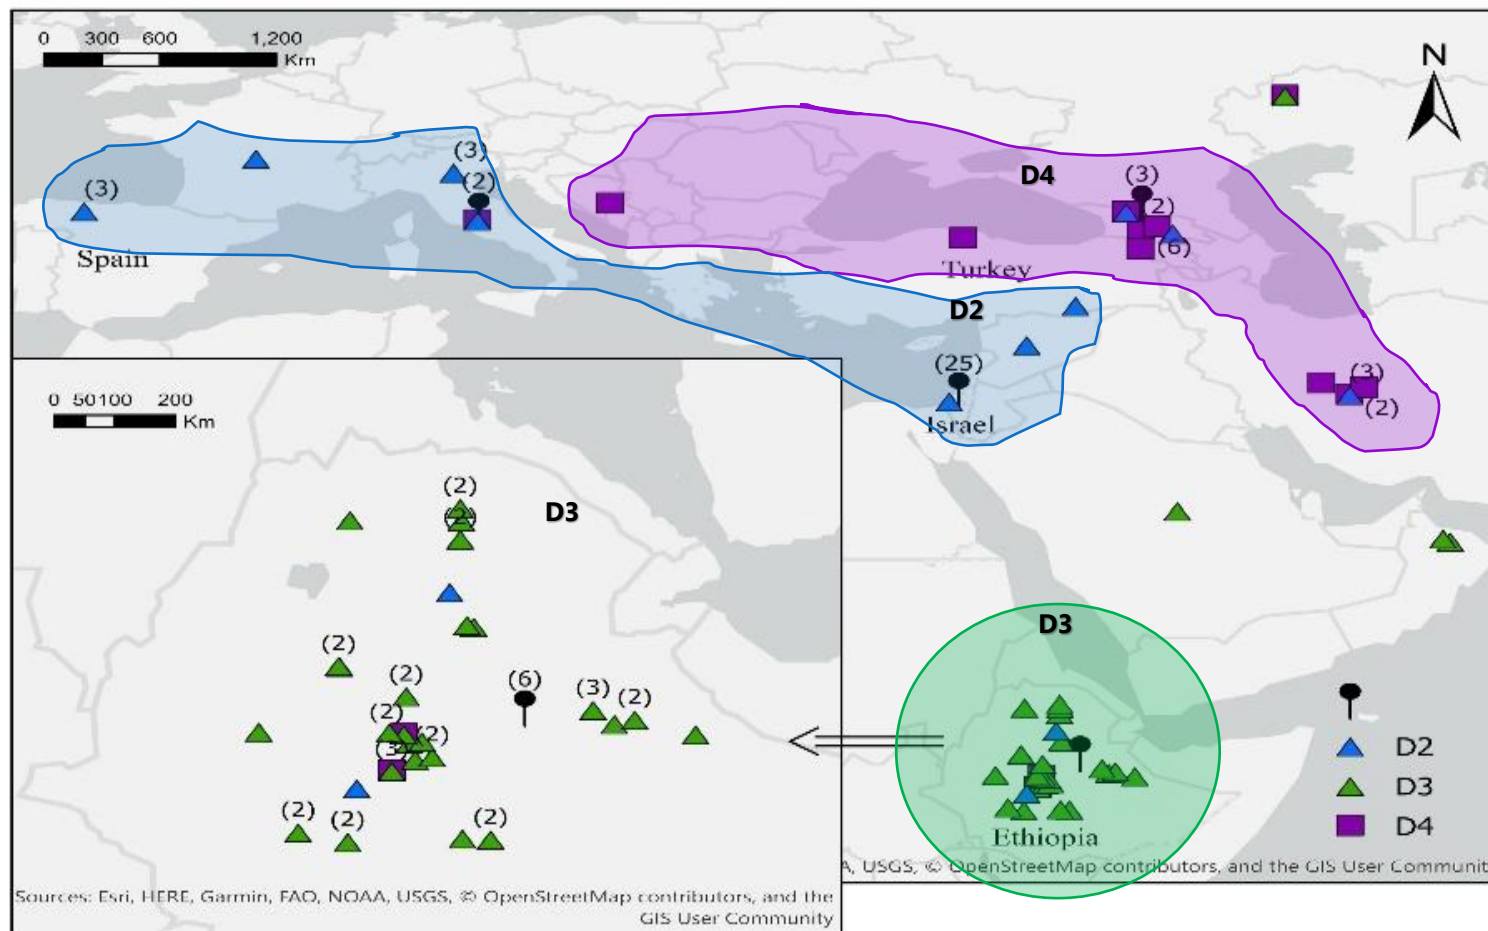 0 300 600 1,200
Km
N
(3)
(3)
(2)
Spain
D4
(3)
(2)
(6)
Turkey
D2
(25)
Israel
(3)
(2)
0 50100 200
Km
(2)
D3
(2)
(2)
(6)
(3)
(2)
(2)
(2)
(3)
(2)
(2)
(2)
D3
Ethiopia
D2
D3
D4
A, USGS, © OpenStreetMap contributors, and the GIS User Communit
Sources: Esri, HERE, Garmin, FAO, NOAA, USGS, © OpenStreetMap contributors, and the
GIS User Community